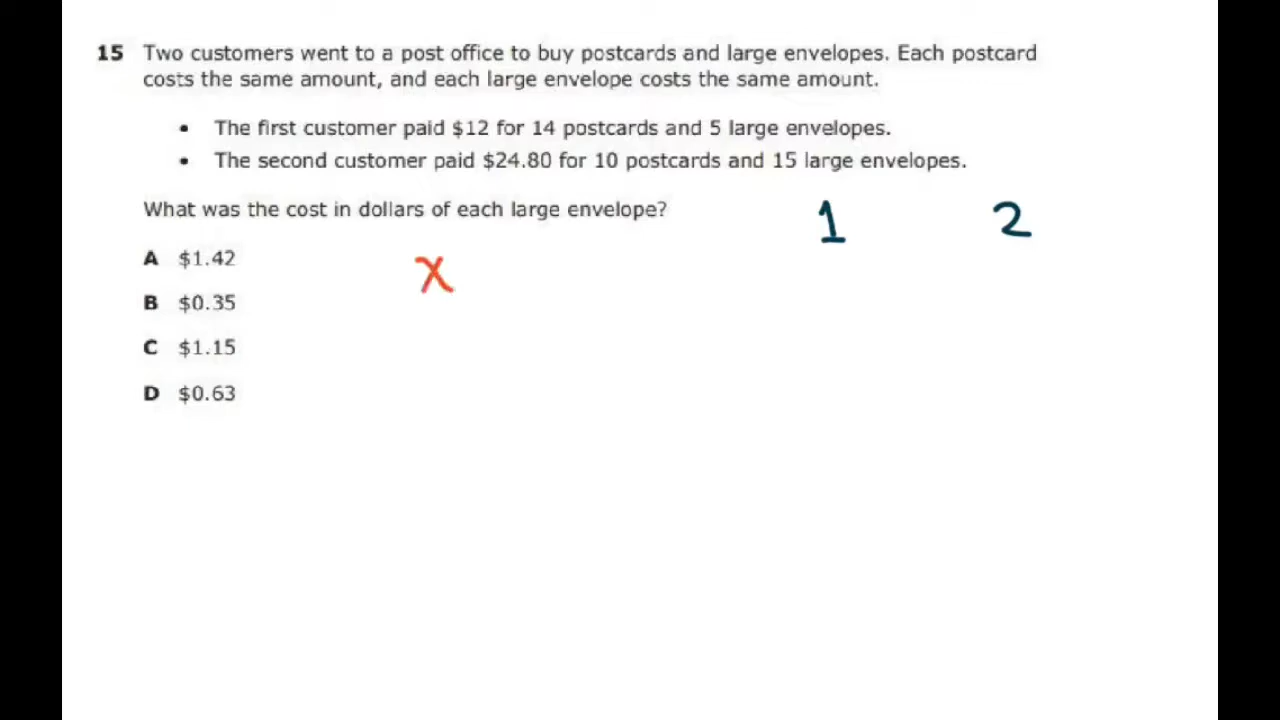 15 Two customers went to a post office to buy postcards and large envelopes. Each postcard
costs the same amount, and each large envelope costs the same amount.
• The first customer paid $12 for 14 postcards and 5 large envelopes.
• The second customer paid $24.80 for 10 postcards and 15 large envelopes.
What was the cost in dollars of each large envelope?
1 2
A $1.42
x
B $0.35
C $1.15
D $0.63